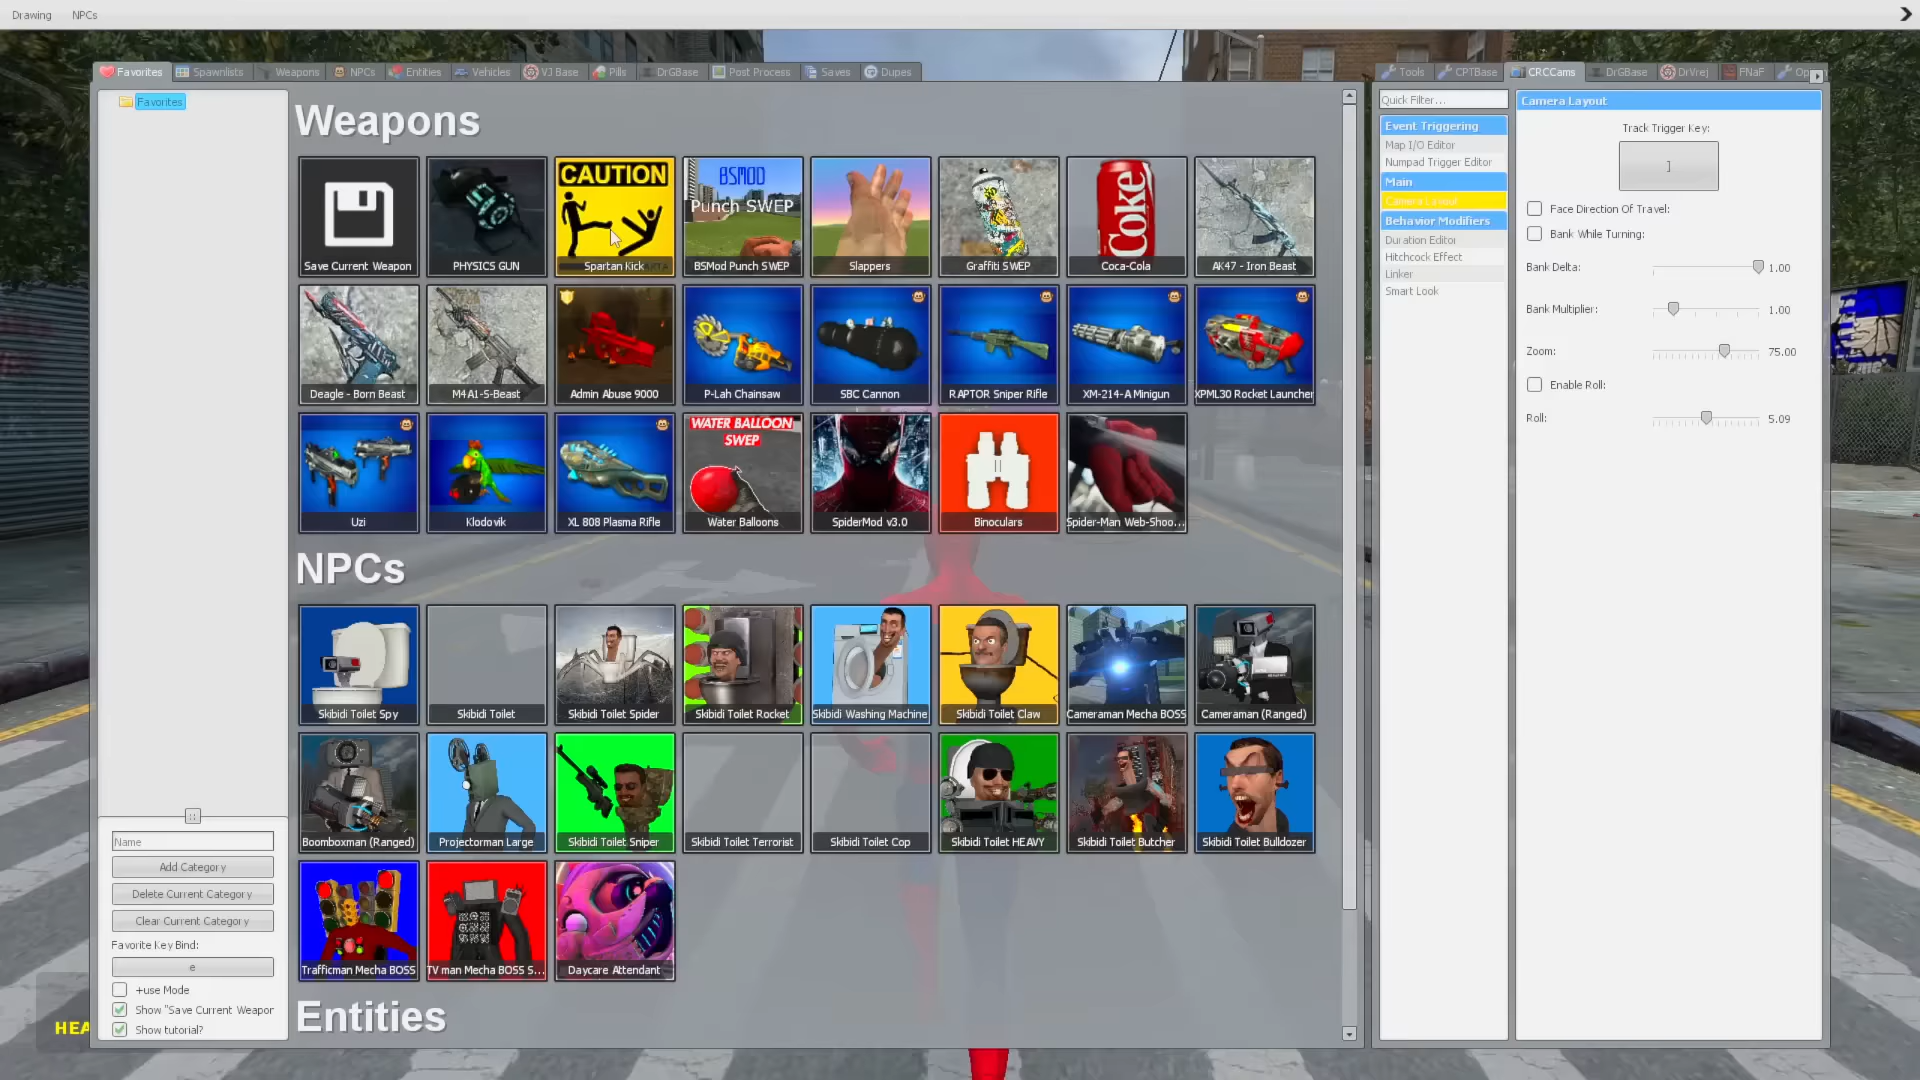 Drawing NPCs
Favorites Spawnlists Weapons NPCs Entities Vehicles VJ Base Pills DrGBase Post Process Saves Dupes
Tools CPTBase CRCCams DrGBase DrVrej FNaF
Favorites
Weapons
CAUTION
BSMOD
Punch SWEP
Coke
Save Current Weapon PHYSICS GUN Spartan Kick BSMod Punch SWEP Slappers Graffiti SWEP Coca-Cola AK47 - Iron Beast
Deagle - Born Beast M4A1-S-Beast Admin Abuse 9000 P-Lah Chainsaw SBC Cannon RAPTOR Sniper Rifle XM-214-A Minigun XPML30 Rocket Launcher
WATER BALLOON
SWEP
Uzi Klodovik XL 808 Plasma Rifle Water Balloons SpiderMod v3.0 Binoculars Spider-Man Web-Shoo...
NPCs
Skibidi Toilet Spy Skibidi Toilet Skibidi Toilet Spider Skibidi Toilet Rocket Skibidi Washing Machine Skibidi Toilet Claw Cameraman Mecha BOSS Cameraman (Ranged)
Boomboxman (Ranged) Projectorman Large Skibidi Toilet Sniper Skibidi Toilet Terrorist Skibidi Toilet Cop Skibidi Toilet HEAVY Skibidi Toilet Butcher Skibidi Toilet Bulldozer
Trafficman Mecha BOSS TV man Mecha BOSS S... Daycare Attendant
Entities
Name
Add Category
Delete Current Category
Clear Current Category
Favorite Key Bind:
e
+use Mode
Show "Save Current Weapor
Show tutorial?
HEA
Quick Filter...
Event Triggering
Map I/O Editor
Numpad Trigger Editor
Main
Camera Layout
Behavior Modifiers
Duration Editor
Hitchcock Effect
Linker
Smart Look
Camera Layout
Track Trigger Key:
]
Face Direction Of Travel:
Bank While Turning:
Bank Delta: 1.00
Bank Multiplier: 1.00
Zoom: 75.00
Enable Roll:
Roll: 5.09